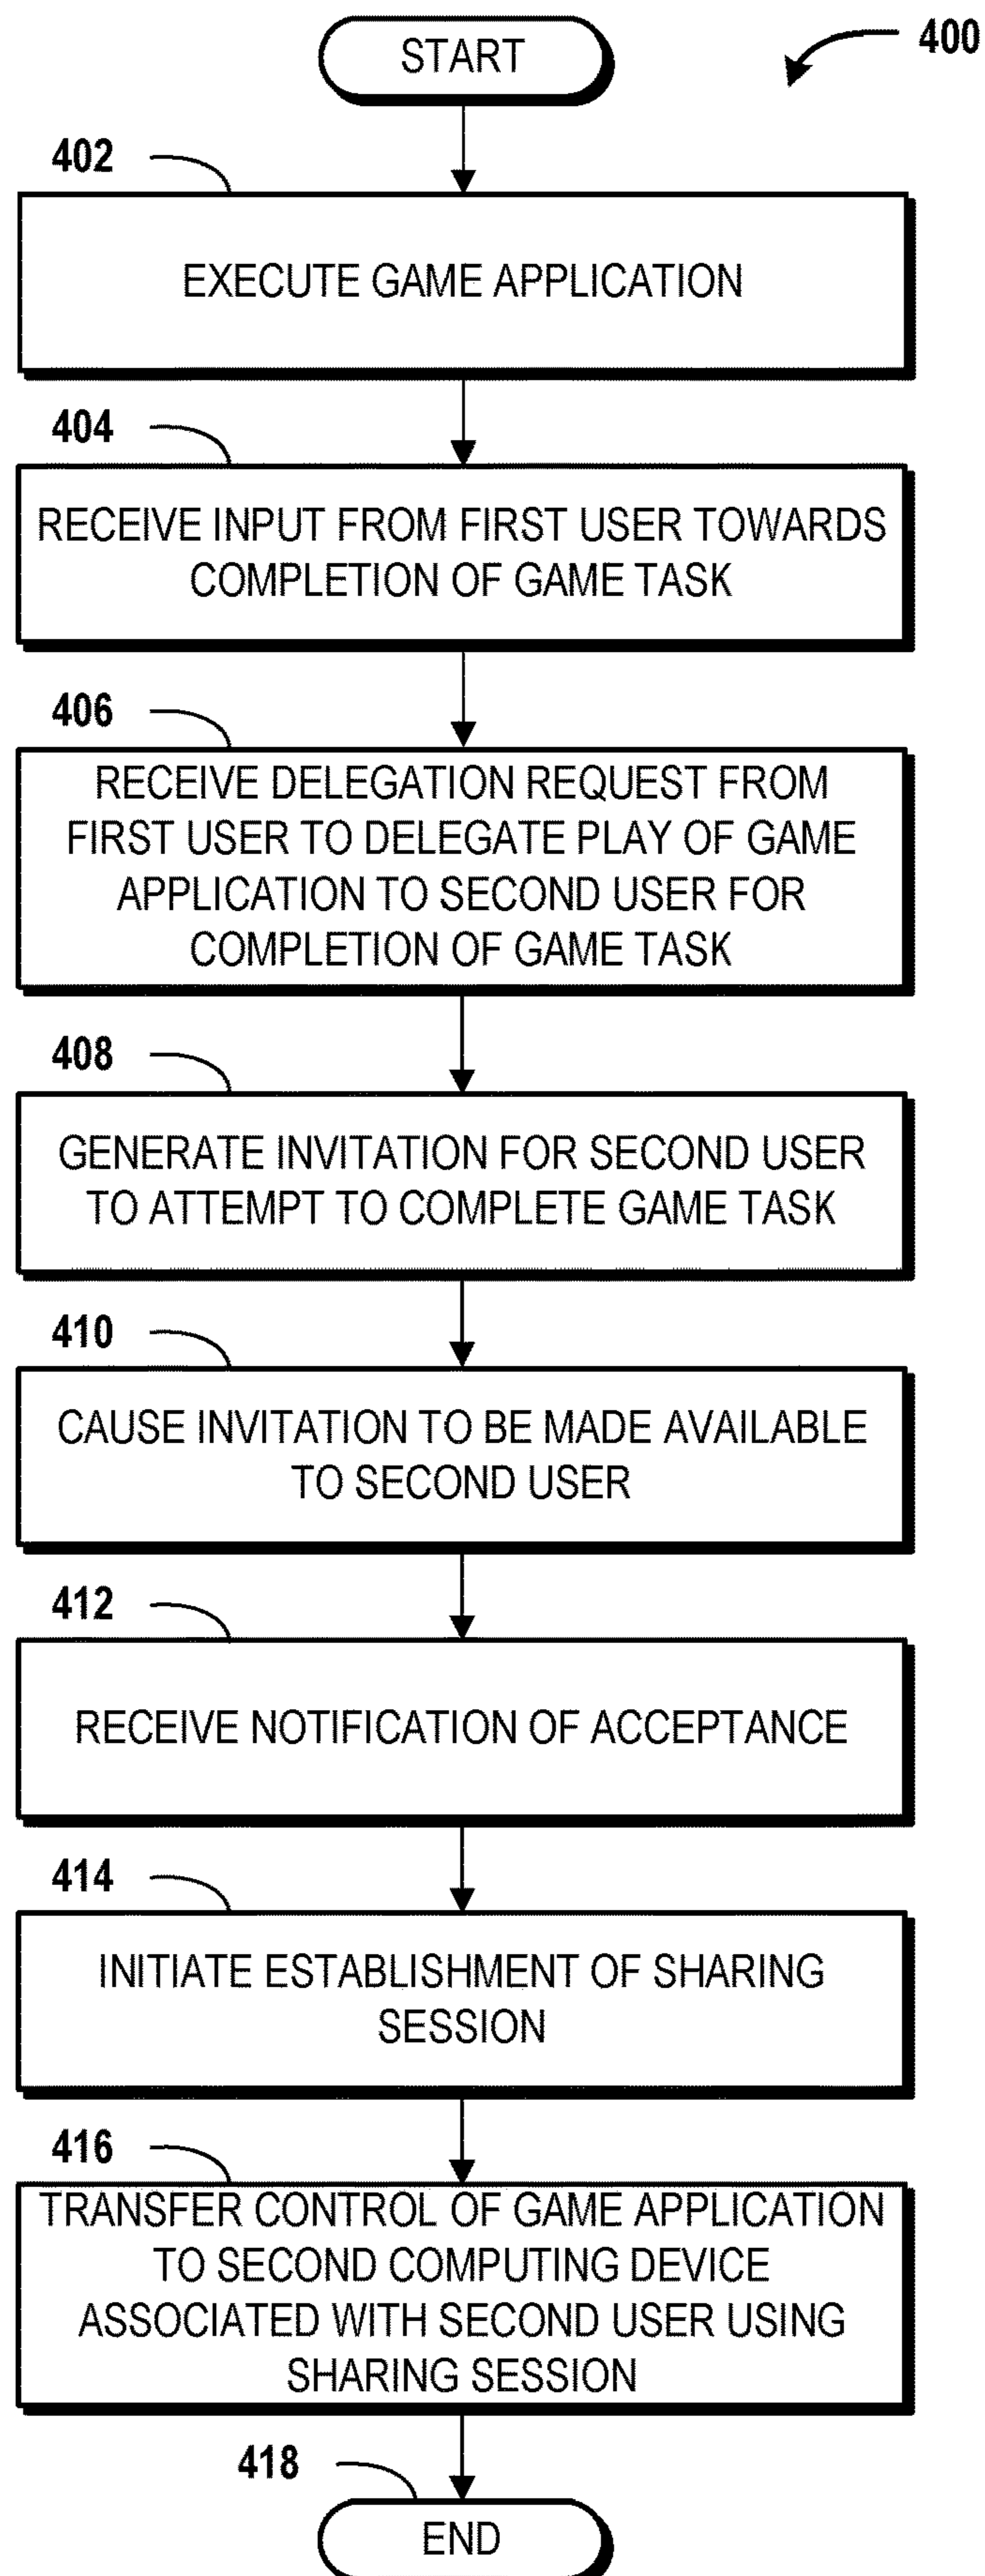 START
400
402
EXECUTE GAME APPLICATION
404
RECEIVE INPUT FROM FIRST USER TOWARDS
COMPLETION OF GAME TASK
406
RECEIVE DELEGATION REQUEST FROM
FIRST USER TO DELEGATE PLAY OF GAME
APPLICATION TO SECOND USER FOR
COMPLETION OF GAME TASK
408
GENERATE INVITATION FOR SECOND USER
TO ATTEMPT TO COMPLETE GAME TASK
410
CAUSE INVITATION TO BE MADE AVAILABLE
TO SECOND USER
412
RECEIVE NOTIFICATION OF ACCEPTANCE
414
INITIATE ESTABLISHMENT OF SHARING
SESSION
416
TRANSFER CONTROL OF GAME APPLICATION
TO SECOND COMPUTING DEVICE
ASSOCIATED WITH SECOND USER USING
SHARING SESSION
418
END